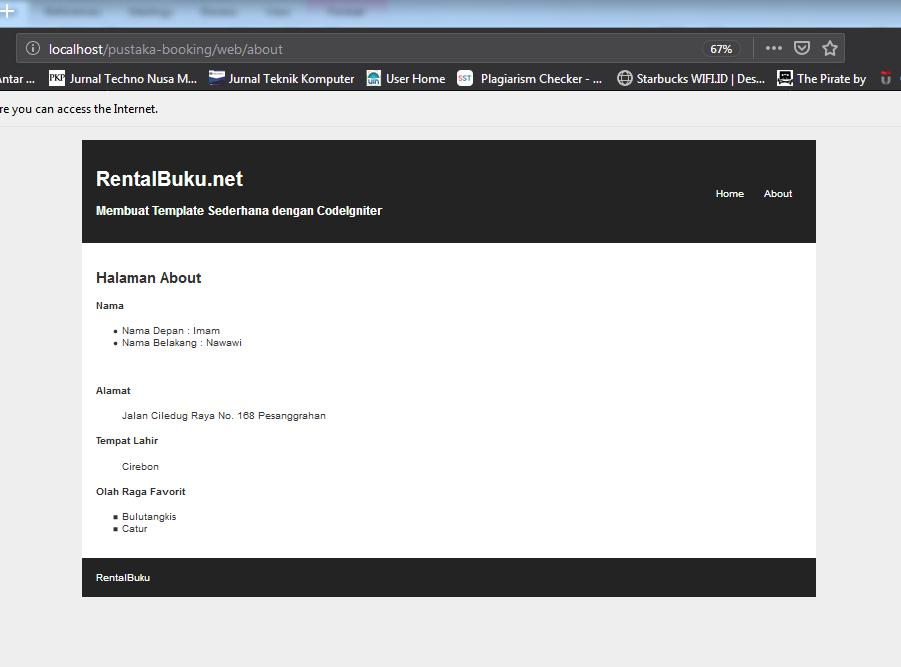 localhost/pustaka-booking/web/about
67%
ntar ...
PKP
Jurnal Techno Nusa M...
Jurnal Teknik Komputer
User Home
SST
Plagiarism Checker - ...
Starbucks WIFI.ID | Des...
The Pirate by
re you can access the Internet.
RentalBuku.net
Home
About
Membuat Template Sederhana dengan CodeIgniter
Halaman About
Nama
• Nama Depan : Imam
• Nama Belakang : Nawawi
Alamat
Jalan Ciledug Raya No. 168 Pesanggrahan
Tempat Lahir
Cirebon
Olah Raga Favorit
▪ Bulutangkis
▪ Catur
RentalBuku